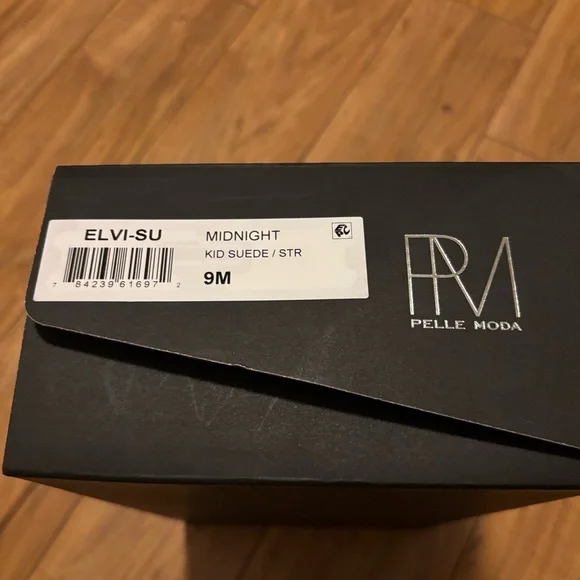 ELVI-SU
7 84239 61697 2
MIDNIGHT
KID SUEDE / STR
9M
PM
PELLE MODA